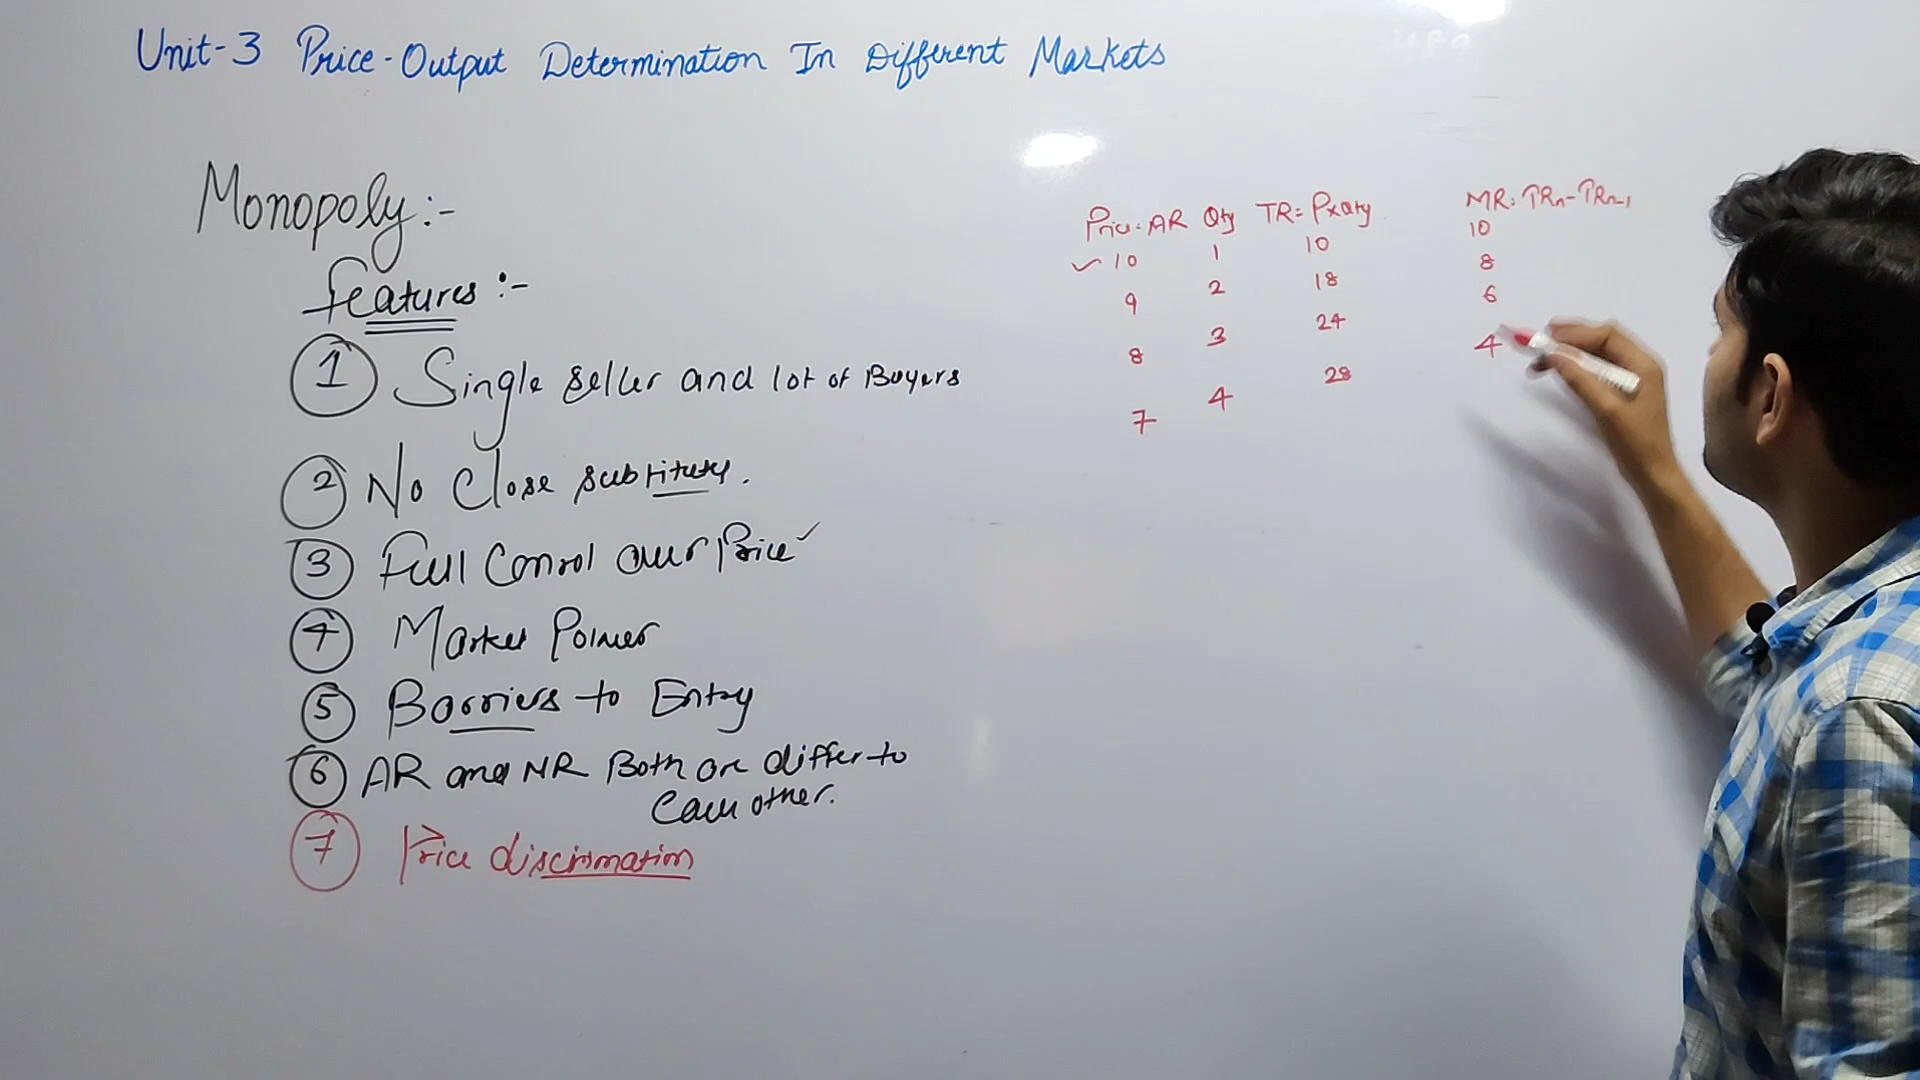 Unit-3 Price-Output Determination In Different Markets
Monopoly:-
features:-
1 Single seller and lot of Buyers
2 No Close substitutes.
3 Full Conrol over Price ✓
4 Market Power
5 Barriers to Entry
6 AR and MR Both are differ to
Each other.
7 Price discrimation
Price=AR Qty TR=PxQty MR=TRn-TRn-1
✓ 10 1 10 10
9 2 18 8
8 3 24 6
7 4 28 4